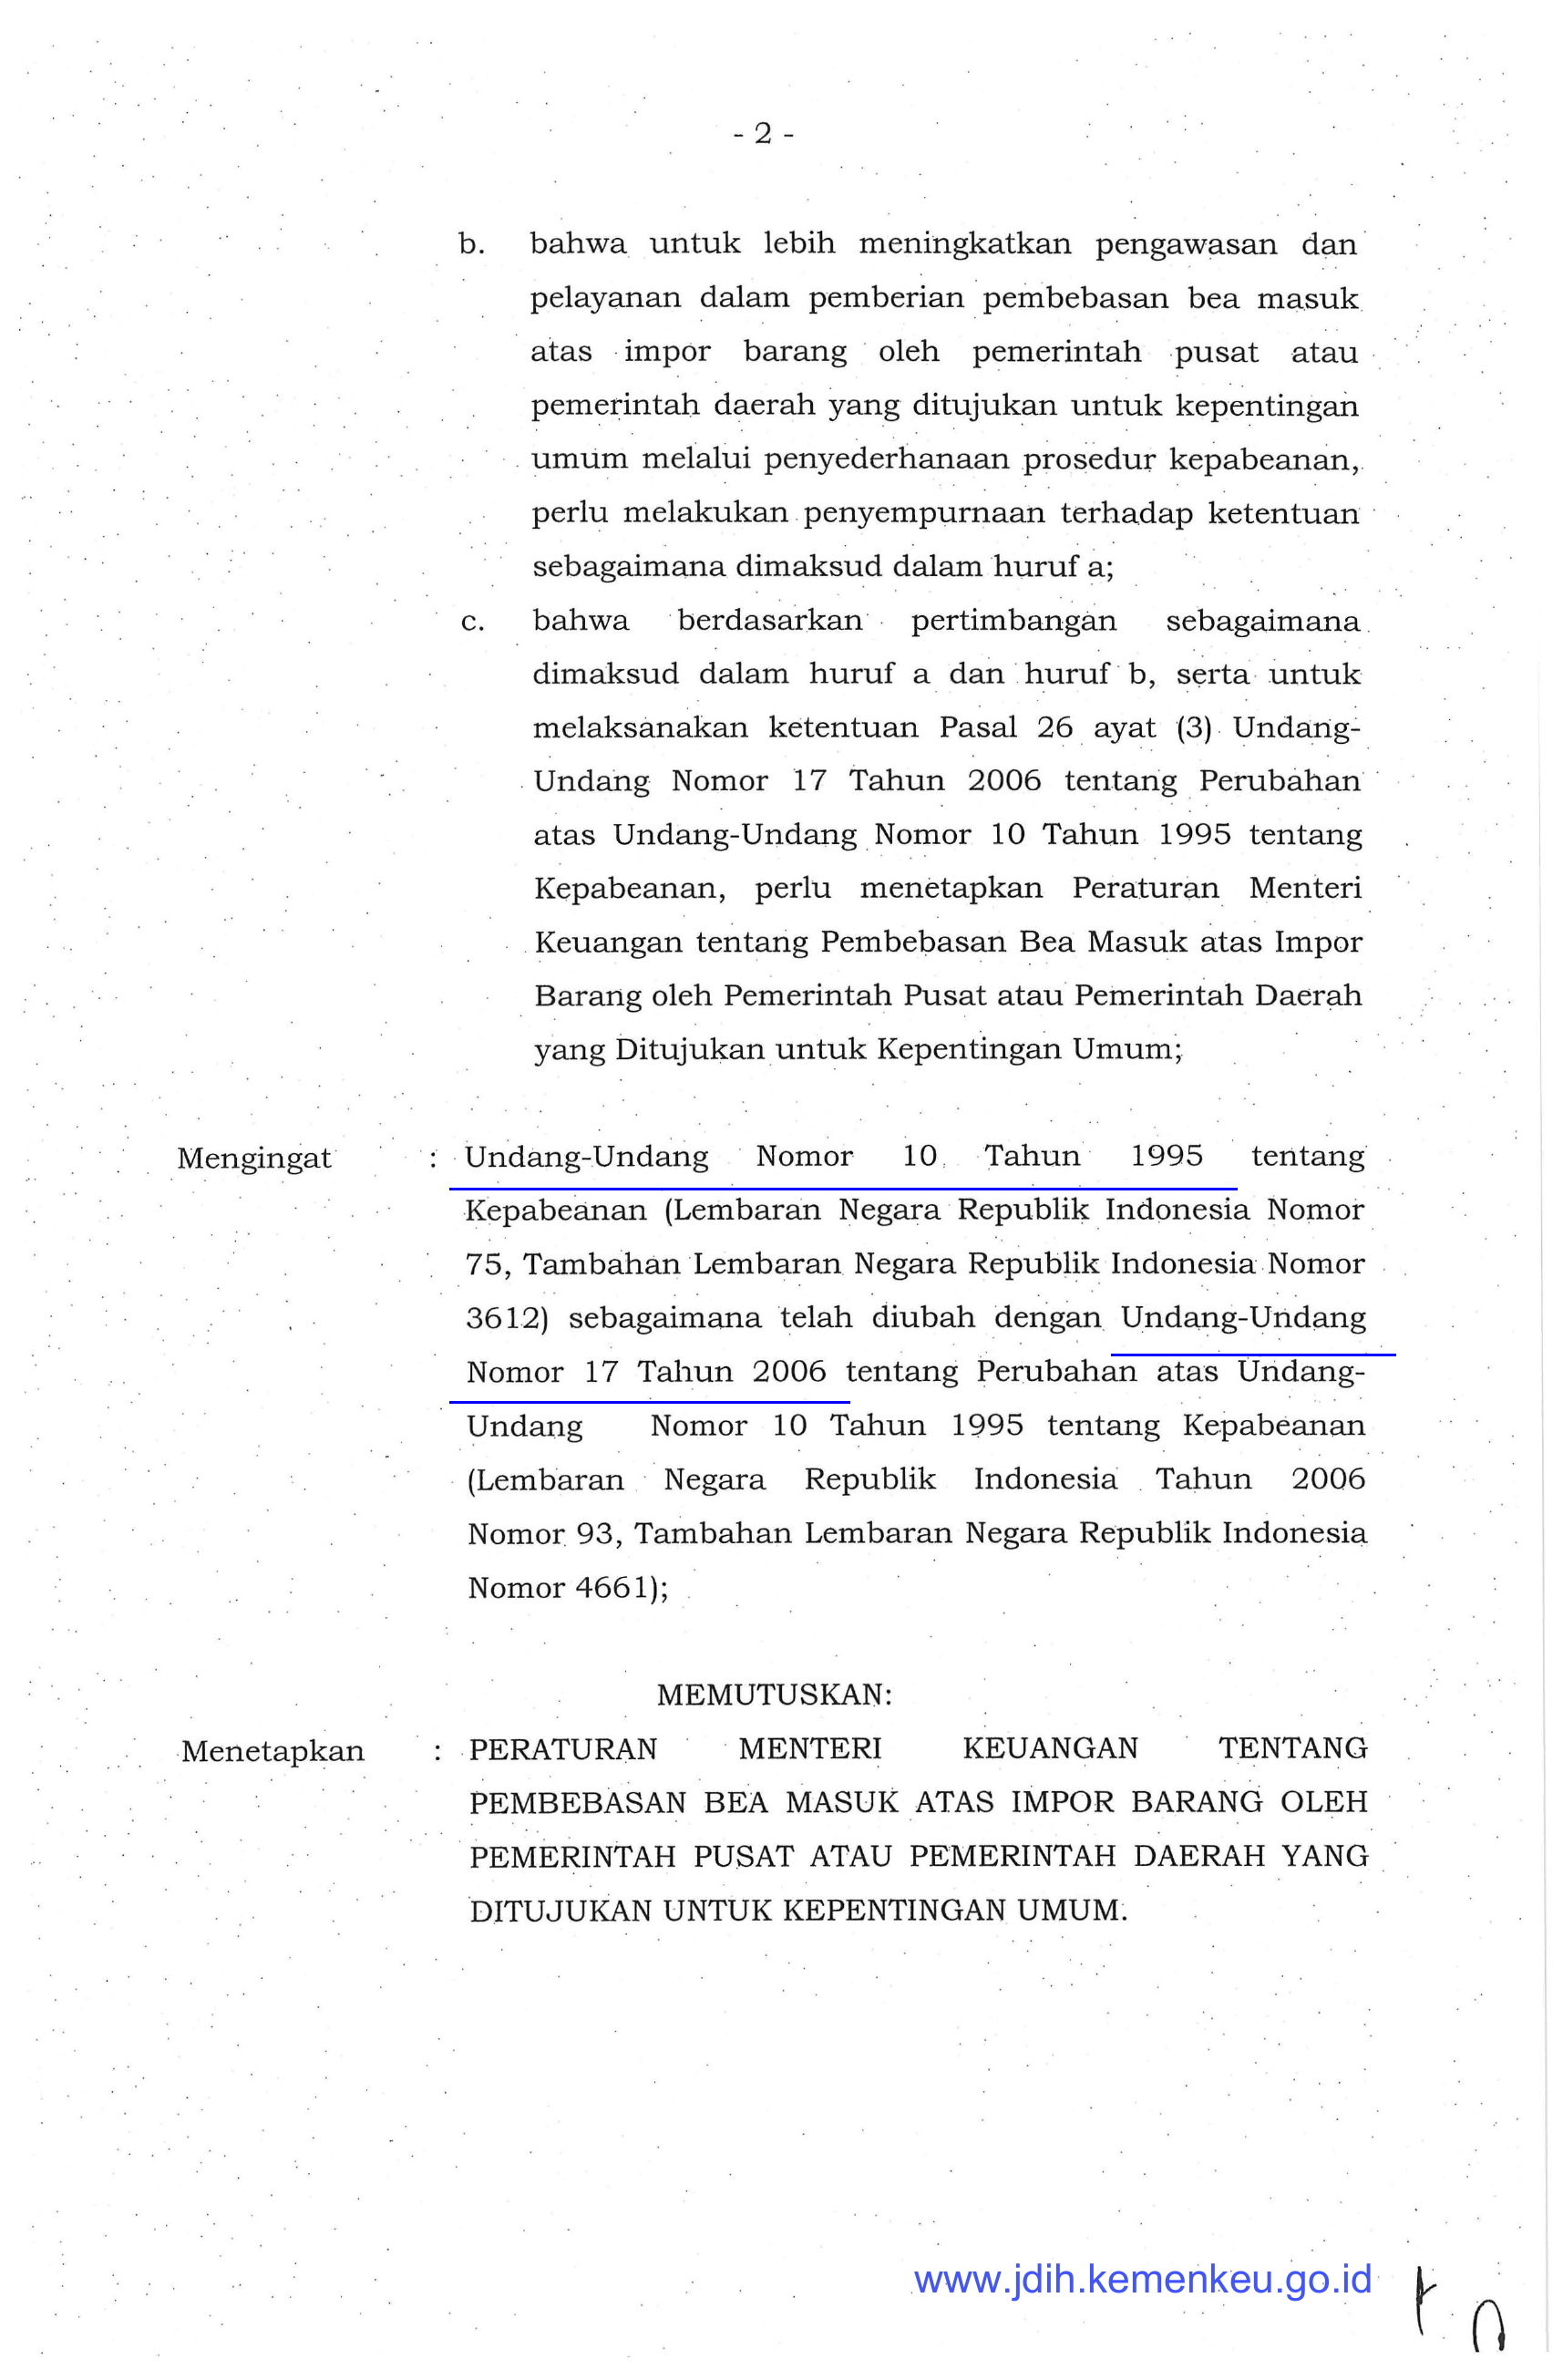 - 2 -
b. bahwa untuk lebih meningkatkan pengawasan dan
pelayanan dalam pemberian pembebasan bea masuk
atas impor barang oleh pemerintah pusat atau
pemerintah daerah yang ditujukan untuk kepentingan
umum melalui penyederhanaan prosedur kepabeanan,
perlu melakukan penyempurnaan terhadap ketentuan
sebagaimana dimaksud dalam huruf a;
c. bahwa berdasarkan pertimbangan sebagaimana
dimaksud dalam huruf a dan huruf b, serta untuk
melaksanakan ketentuan Pasal 26 ayat (3) Undang-
Undang Nomor 17 Tahun 2006 tentang Perubahan
atas Undang-Undang Nomor 10 Tahun 1995 tentang
Kepabeanan, perlu menetapkan Peraturan Menteri
Keuangan tentang Pembebasan Bea Masuk atas Impor
Barang oleh Pemerintah Pusat atau Pemerintah Daerah
yang Ditujukan untuk Kepentingan Umum;
Mengingat : Undang-Undang Nomor 10 Tahun 1995 tentang
Kepabeanan (Lembaran Negara Republik Indonesia Nomor
75, Tambahan Lembaran Negara Republik Indonesia Nomor
3612) sebagaimana telah diubah dengan Undang-Undang
Nomor 17 Tahun 2006 tentang Perubahan atas Undang-
Undang Nomor 10 Tahun 1995 tentang Kepabeanan
(Lembaran Negara Republik Indonesia Tahun 2006
Nomor 93, Tambahan Lembaran Negara Republik Indonesia
Nomor 4661);
MEMUTUSKAN:
Menetapkan : PERATURAN MENTERI KEUANGAN TENTANG
PEMBEBASAN BEA MASUK ATAS IMPOR BARANG OLEH
PEMERINTAH PUSAT ATAU PEMERINTAH DAERAH YANG
DITUJUKAN UNTUK KEPENTINGAN UMUM.
www.jdih.kemenkeu.go.id